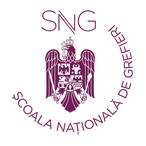 SNG
ȘCOALA NAȚIONALĂ DE GREFIERI